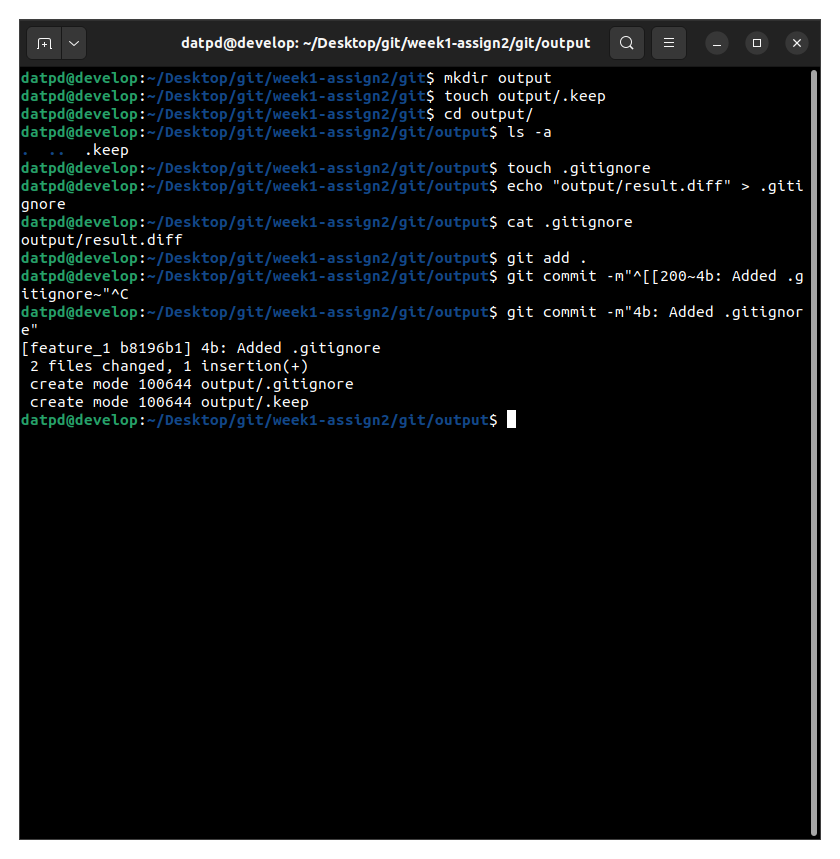 datpd@develop: ~/Desktop/git/week1-assign2/git/output
datpd@develop:~/Desktop/git/week1-assign2/git$ mkdir output
datpd@develop:~/Desktop/git/week1-assign2/git$ touch output/.keep
datpd@develop:~/Desktop/git/week1-assign2/git$ cd output/
datpd@develop:~/Desktop/git/week1-assign2/git/output$ ls -a
.  ..  .keep
datpd@develop:~/Desktop/git/week1-assign2/git/output$ touch .gitignore
datpd@develop:~/Desktop/git/week1-assign2/git/output$ echo "output/result.diff" > .giti
gnore
datpd@develop:~/Desktop/git/week1-assign2/git/output$ cat .gitignore
output/result.diff
datpd@develop:~/Desktop/git/week1-assign2/git/output$ git add .
datpd@develop:~/Desktop/git/week1-assign2/git/output$ git commit -m"^[[200~4b: Added .g
itignore~"^C
datpd@develop:~/Desktop/git/week1-assign2/git/output$ git commit -m"4b: Added .gitignor
e"
[feature_1 b8196b1] 4b: Added .gitignore
 2 files changed, 1 insertion(+)
 create mode 100644 output/.gitignore
 create mode 100644 output/.keep
datpd@develop:~/Desktop/git/week1-assign2/git/output$